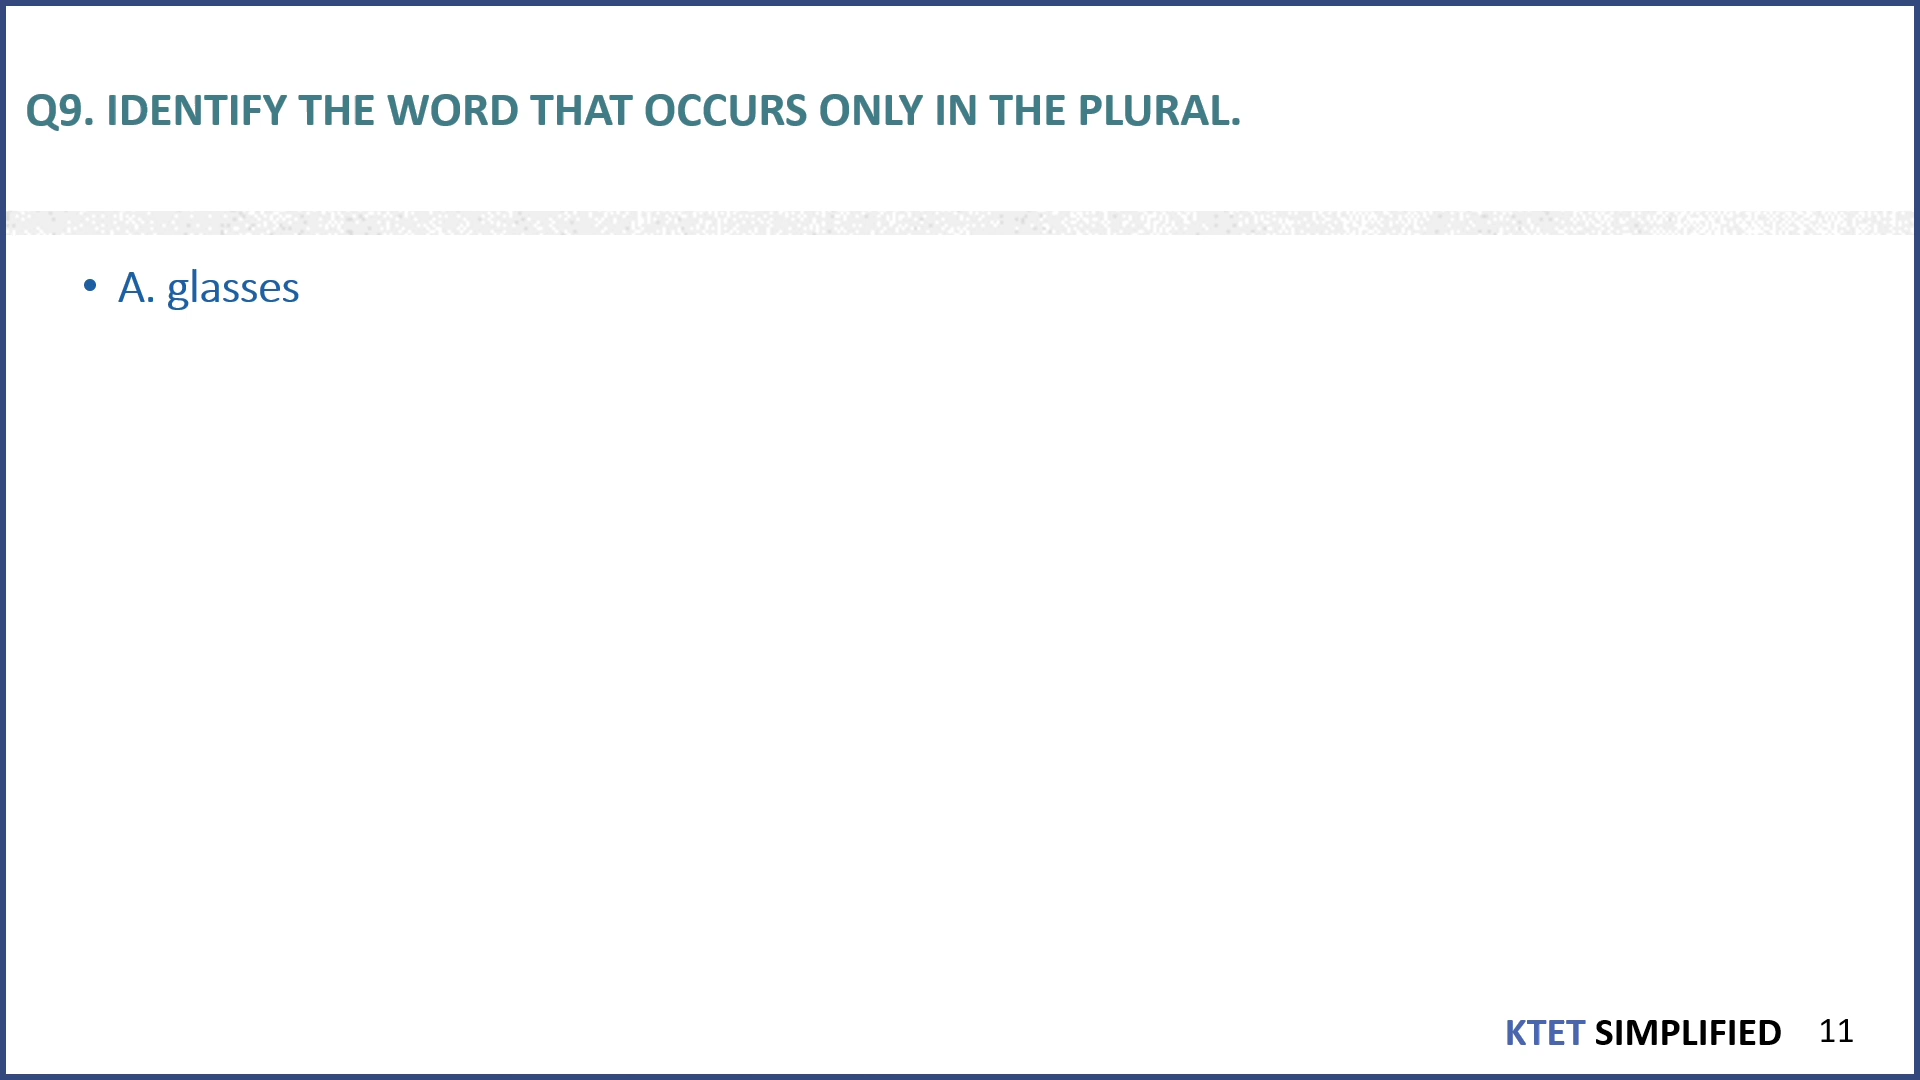 Q9. IDENTIFY THE WORD THAT OCCURS ONLY IN THE PLURAL.
• A. glasses
KTET SIMPLIFIED 11